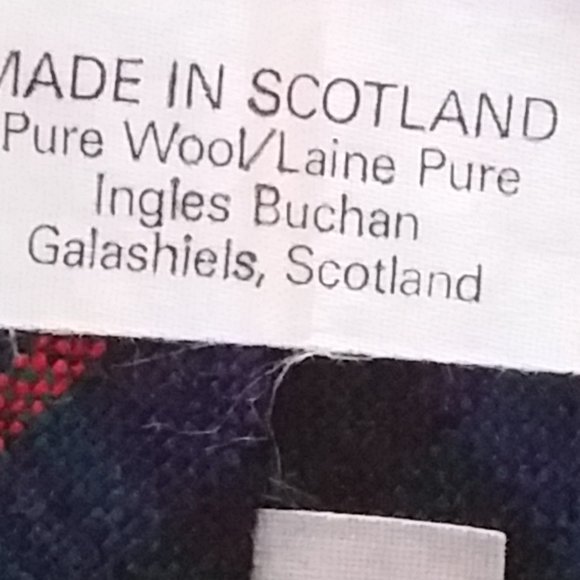 MADE IN SCOTLAND
Pure Wool/Laine Pure
Ingles Buchan
Galashiels, Scotland